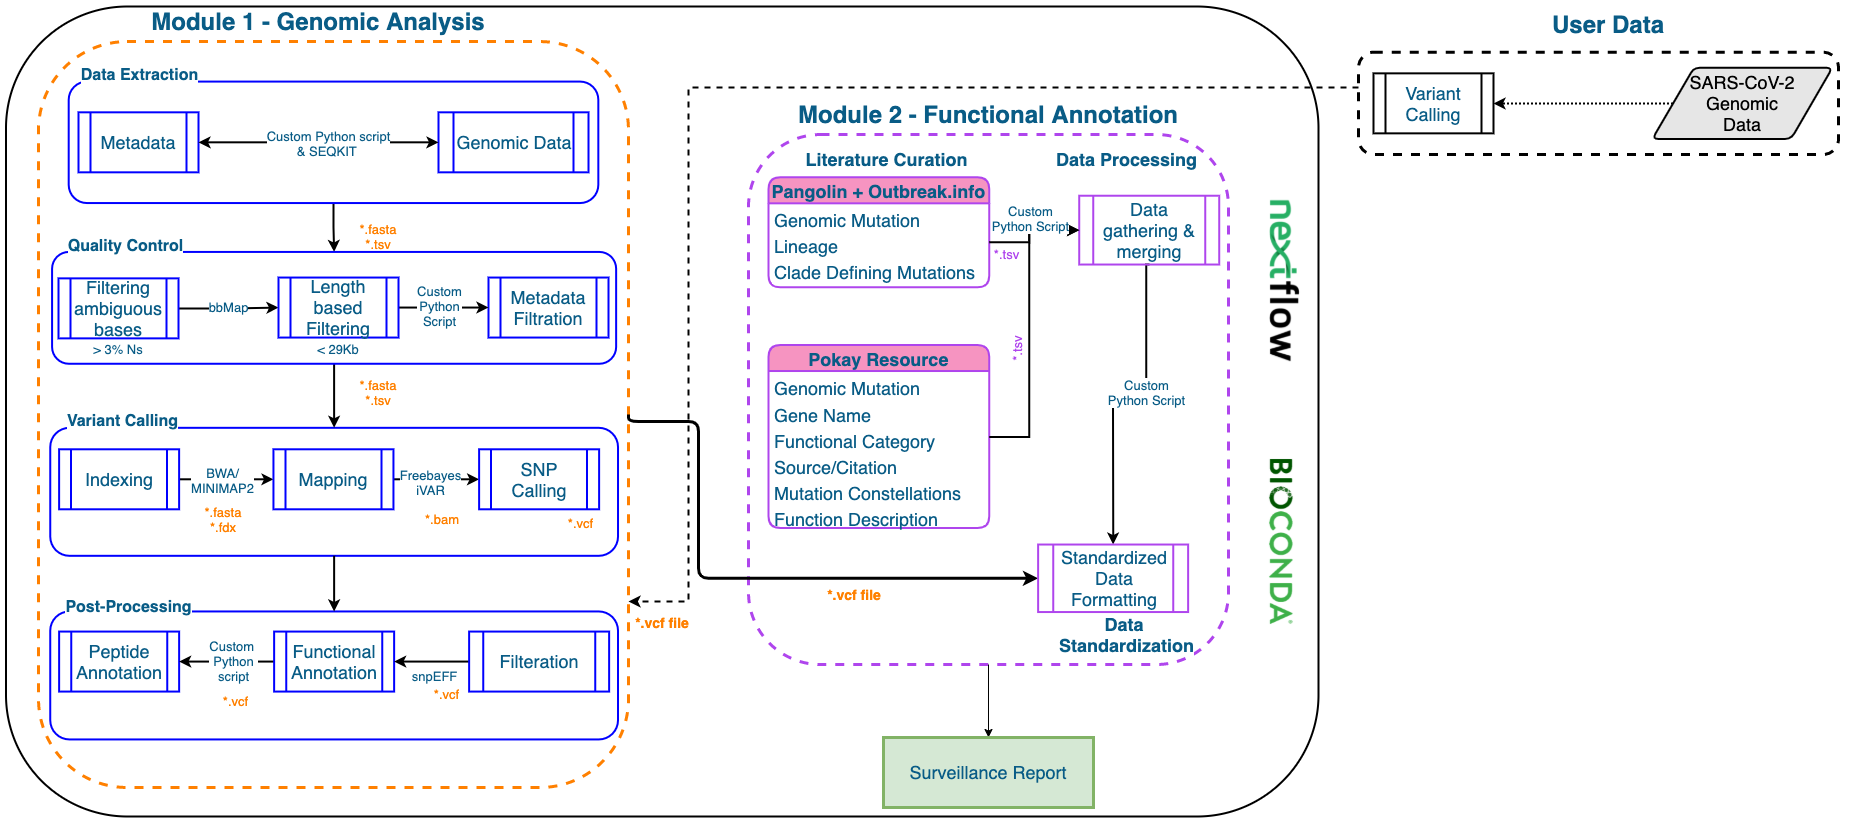 Module 1 - Genomic Analysis
Data Extraction
Metadata
Custom Python script
& SEQKIT
Genomic Data
*.fasta
*.tsv
Quality Control
Filtering
ambiguous
bases
> 3% Ns
bbMap
Length
based
Filtering
< 29Kb
Custom
Python
Script
Metadata
Filtration
*.fasta
*.tsv
Variant Calling
Indexing
BWA/
MINIMAP2
*.fasta
*.fdx
Mapping
Freebayes
iVAR
*.bam
SNP
Calling
*.vcf
Post-Processing
Peptide
Annotation
Custom
Python
script
*.vcf
Functional
Annotation
snpEFF
*.vcf
Filteration
*.vcf file
Module 2 - Functional Annotation
Literature Curation
Pangolin + Outbreak.info
Genomic Mutation
Lineage
Clade Defining Mutations
Custom
Python Script
*.tsv
Pokay Resource
Genomic Mutation
Gene Name
Functional Category
Source/Citation
Mutation Constellations
Function Description
*.tsv
Data Processing
Data
gathering &
merging
Custom
Python Script
*.vcf file
Standardized
Data
Formatting
Data
Standardization
Surveillance Report
nextflow
BIOCONDA
User Data
Variant
Calling
SARS-CoV-2
Genomic
Data